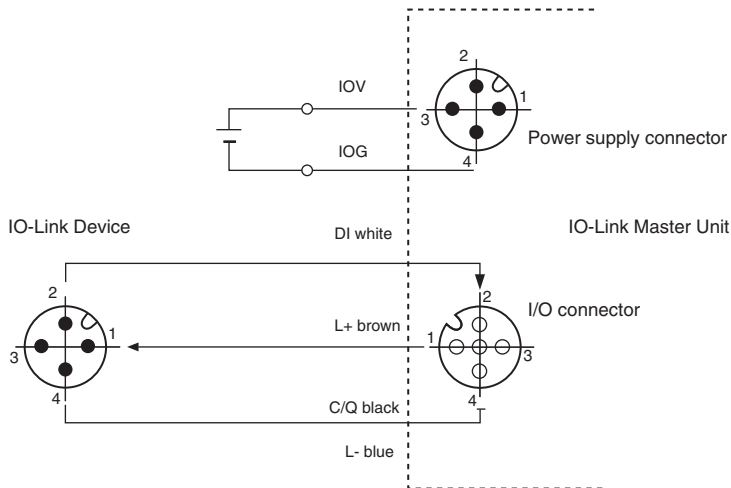 2
IOV
1
3
Power supply connector
IOG
4
IO-Link Device
DI white
IO-Link Master Unit
2
2
I/O connector
L+ brown
1
1
3
3
4
4
C/Q black
L- blue